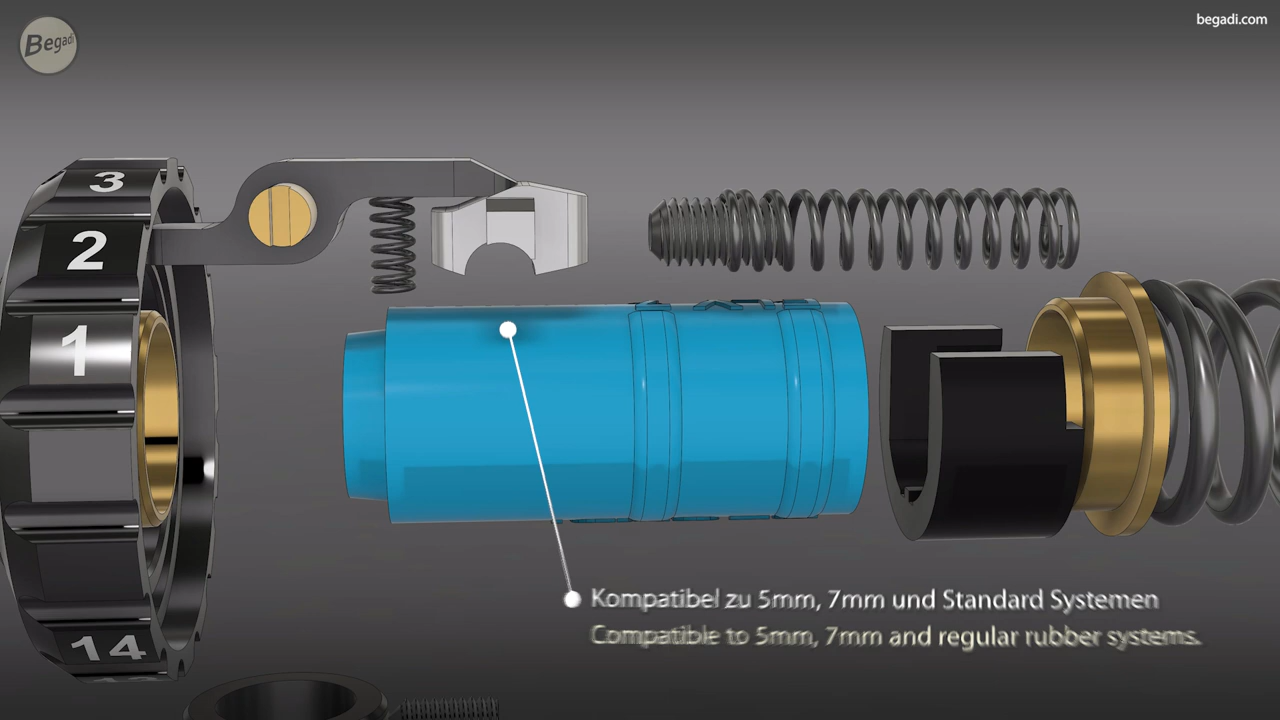 Begadi
begadi.com
3
2
1
14
Kompatibel zu 5mm, 7mm und Standard Systemen
Compatible to 5mm, 7mm and regular rubber systems.